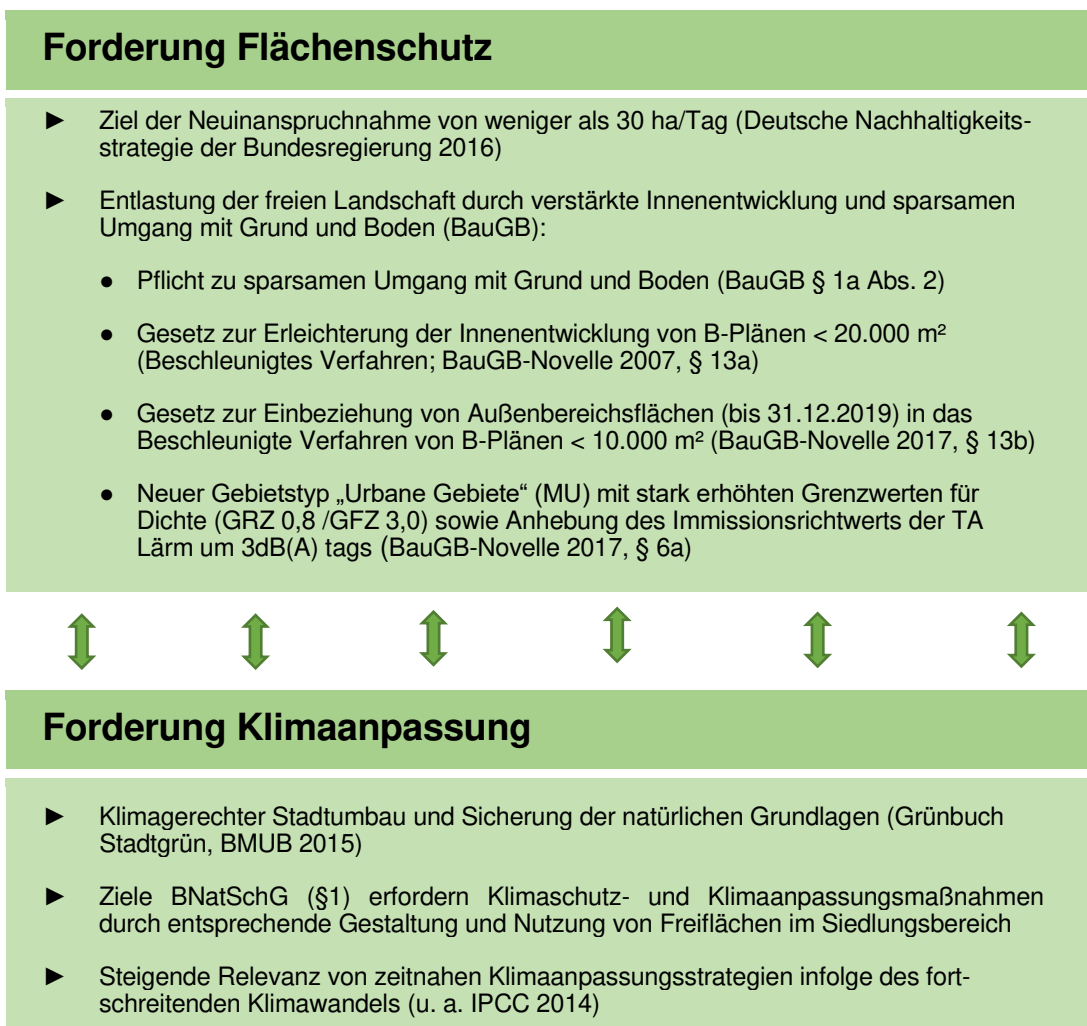 Forderung Flächenschutz
► Ziel der Neuinanspruchnahme von weniger als 30 ha/Tag (Deutsche Nachhaltigkeits-
strategie der Bundesregierung 2016)
► Entlastung der freien Landschaft durch verstärkte Innenentwicklung und sparsamen
Umgang mit Grund und Boden (BauGB):
● Pflicht zu sparsamen Umgang mit Grund und Boden (BauGB § 1a Abs. 2)
● Gesetz zur Erleichterung der Innenentwicklung von B-Plänen < 20.000 m²
(Beschleunigtes Verfahren; BauGB-Novelle 2007, § 13a)
● Gesetz zur Einbeziehung von Außenbereichsflächen (bis 31.12.2019) in das
Beschleunigte Verfahren von B-Plänen < 10.000 m² (BauGB-Novelle 2017, § 13b)
● Neuer Gebietstyp „Urbane Gebiete“ (MU) mit stark erhöhten Grenzwerten für
Dichte (GRZ 0,8 /GFZ 3,0) sowie Anhebung des Immissionsrichtwerts der TA
Lärm um 3dB(A) tags (BauGB-Novelle 2017, § 6a)
Forderung Klimaanpassung
► Klimagerechter Stadtumbau und Sicherung der natürlichen Grundlagen (Grünbuch
Stadtgrün, BMUB 2015)
► Ziele BNatSchG (§1) erfordern Klimaschutz- und Klimaanpassungsmaßnahmen
durch entsprechende Gestaltung und Nutzung von Freiflächen im Siedlungsbereich
► Steigende Relevanz von zeitnahen Klimaanpassungsstrategien infolge des fort-
schreitenden Klimawandels (u. a. IPCC 2014)